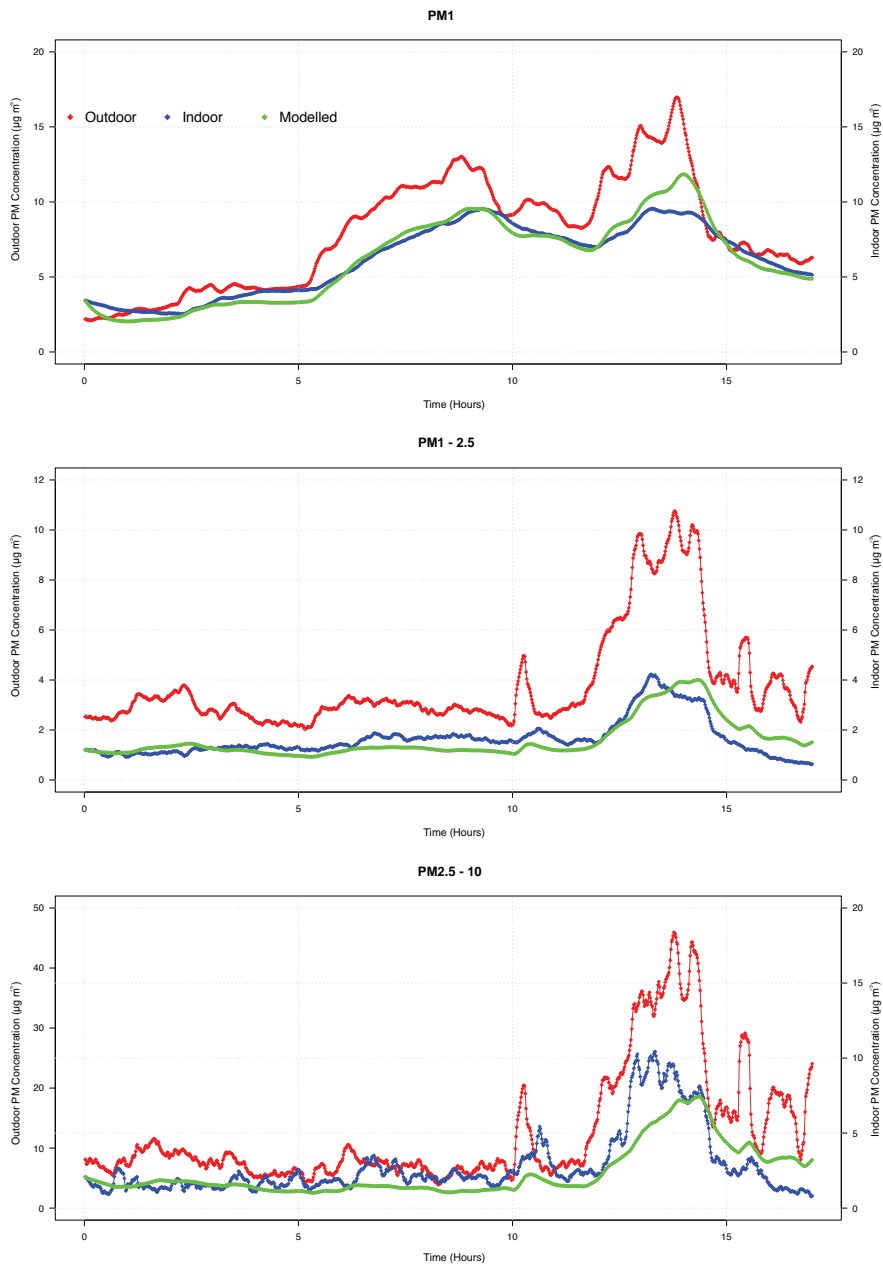 PM1
Outdoor PM Concentration (µg m⁻³)
20
15
10
5
0
Outdoor Indoor Modelled
20
15
10
5
0
Indoor PM Concentration (µg m⁻³)
0 5 10 15
Time (Hours)
PM1 - 2.5
Outdoor PM Concentration (µg m⁻³)
12
10
8
6
4
2
0
12
10
8
6
4
2
0
Indoor PM Concentration (µg m⁻³)
0 5 10 15
Time (Hours)
PM2.5 - 10
Outdoor PM Concentration (µg m⁻³)
50
40
30
20
10
0
20
15
10
5
0
Indoor PM Concentration (µg m⁻³)
0 5 10 15
Time (Hours)